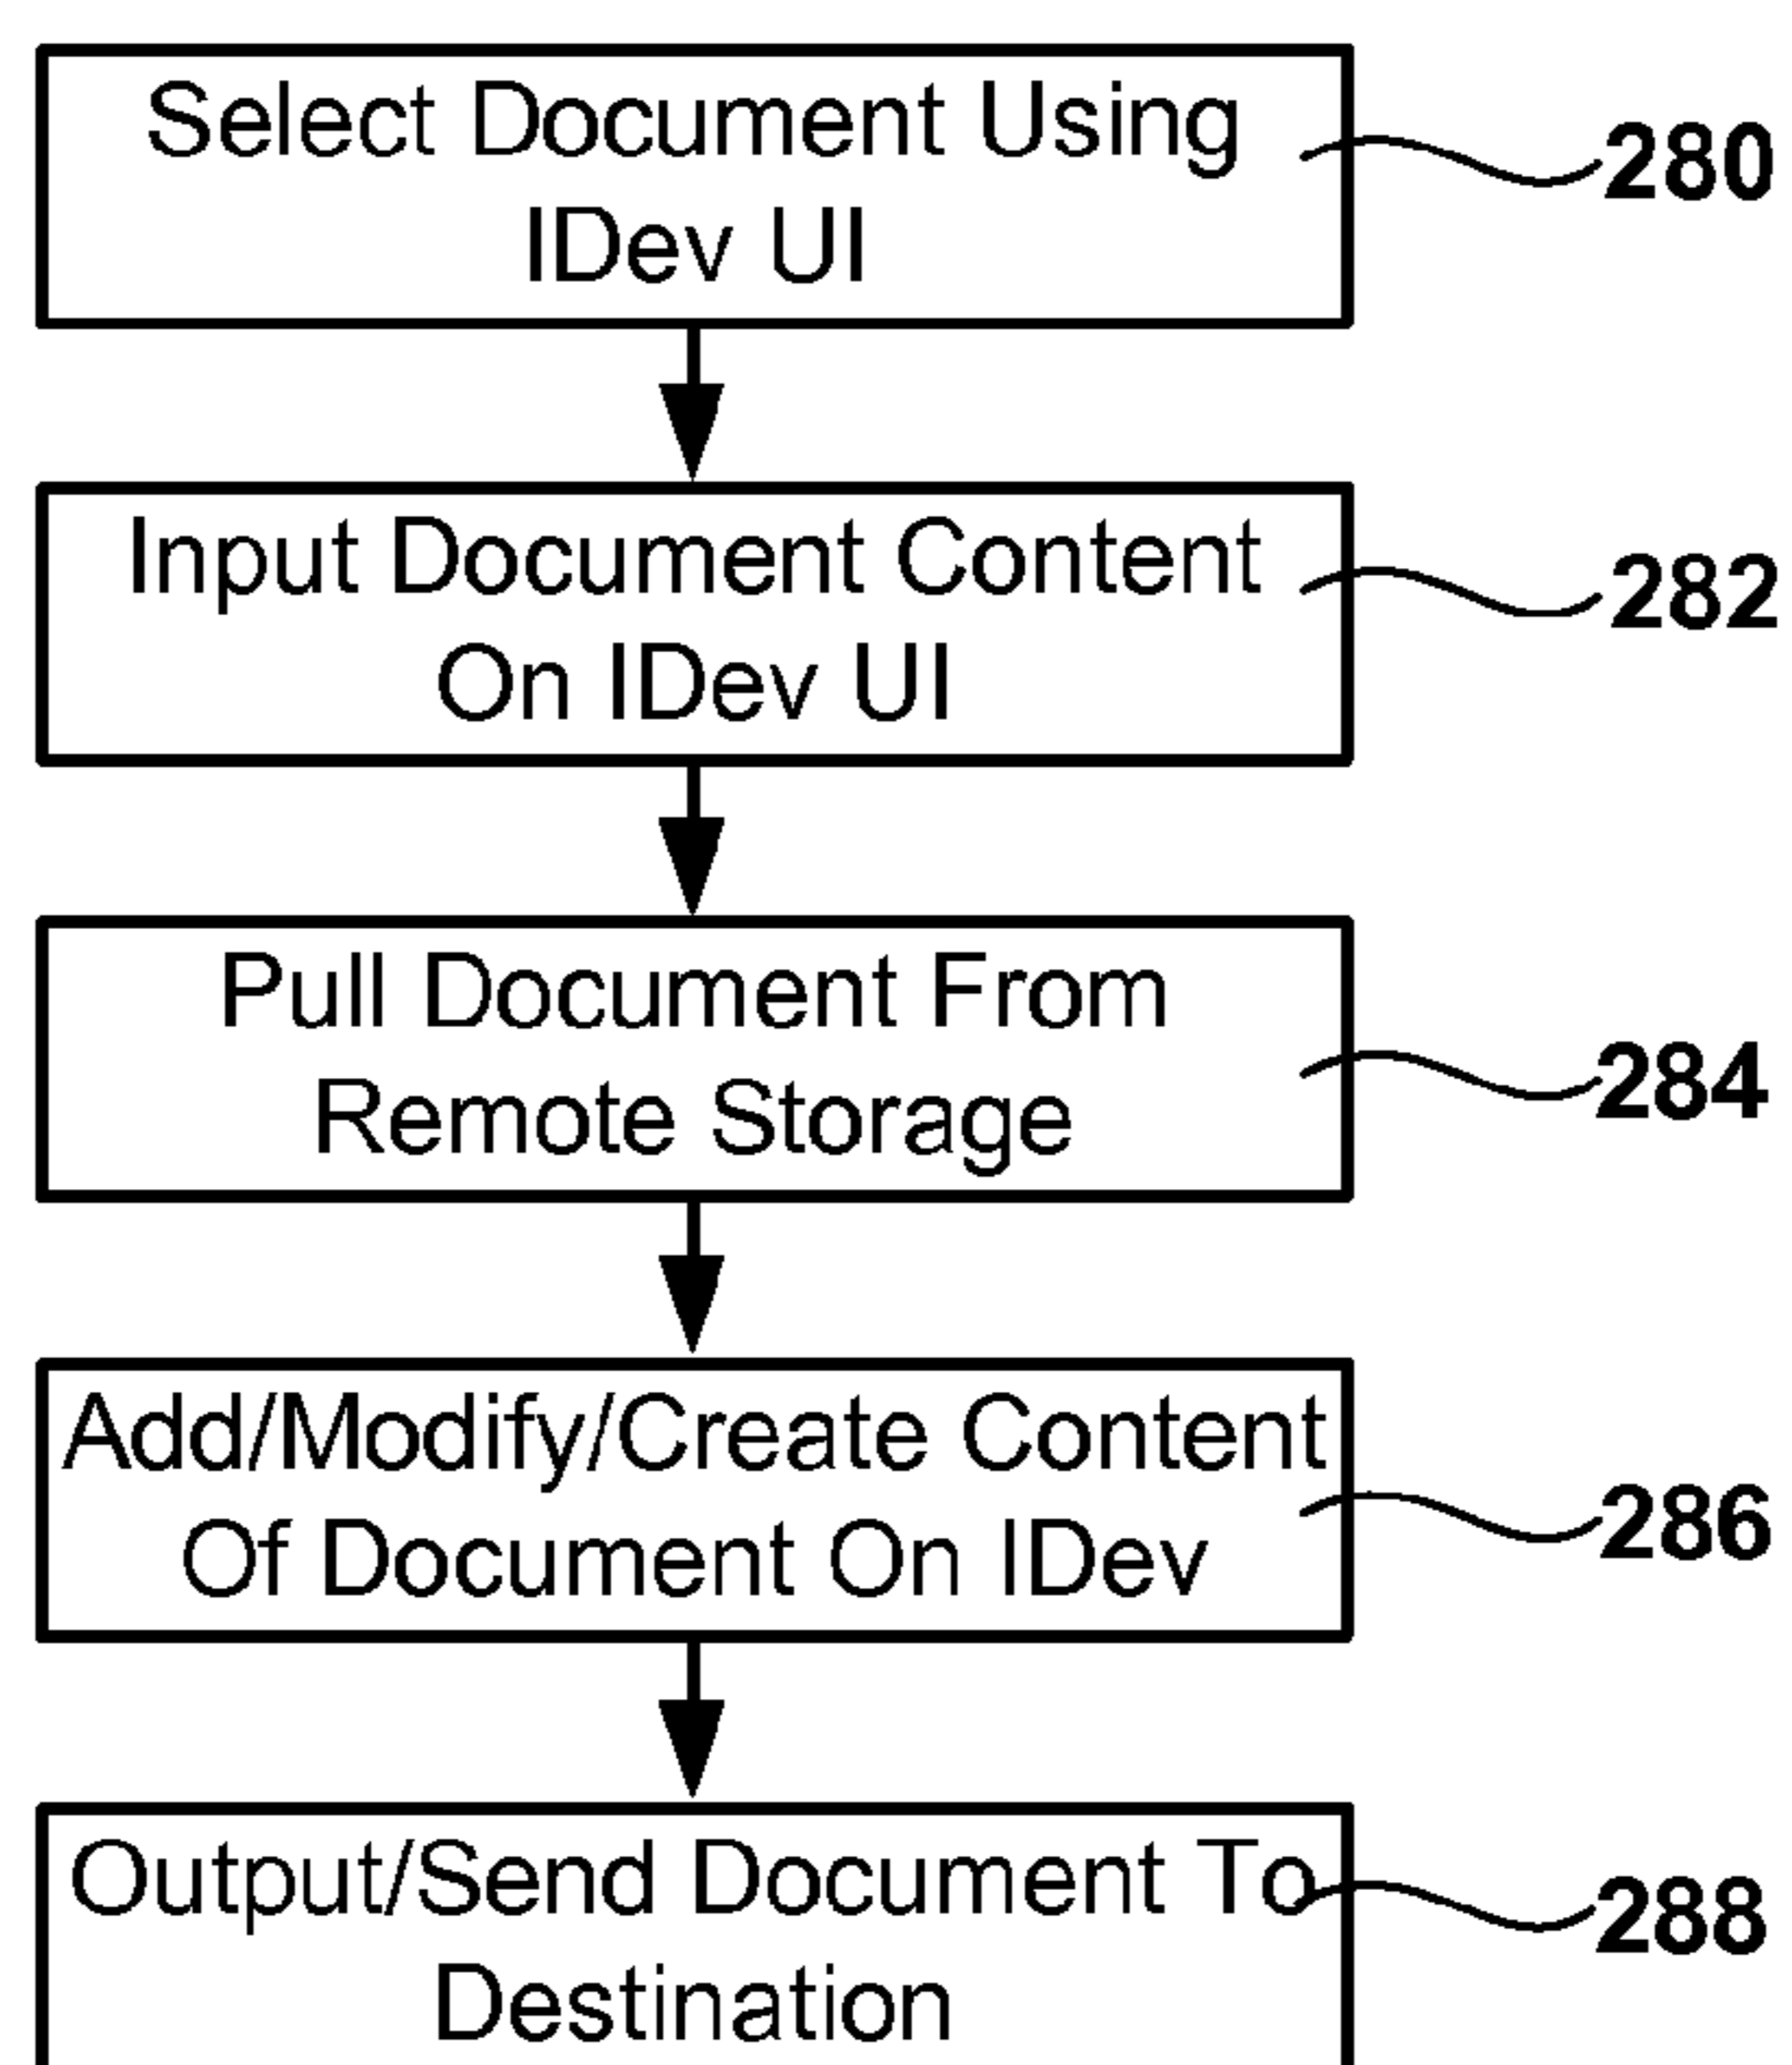 Select Document Using
IDev UI
280
Input Document Content
On IDev UI
282
Pull Document From
Remote Storage
284
Add/Modify/Create Content
Of Document On IDev
286
Output/Send Document To
Destination
288